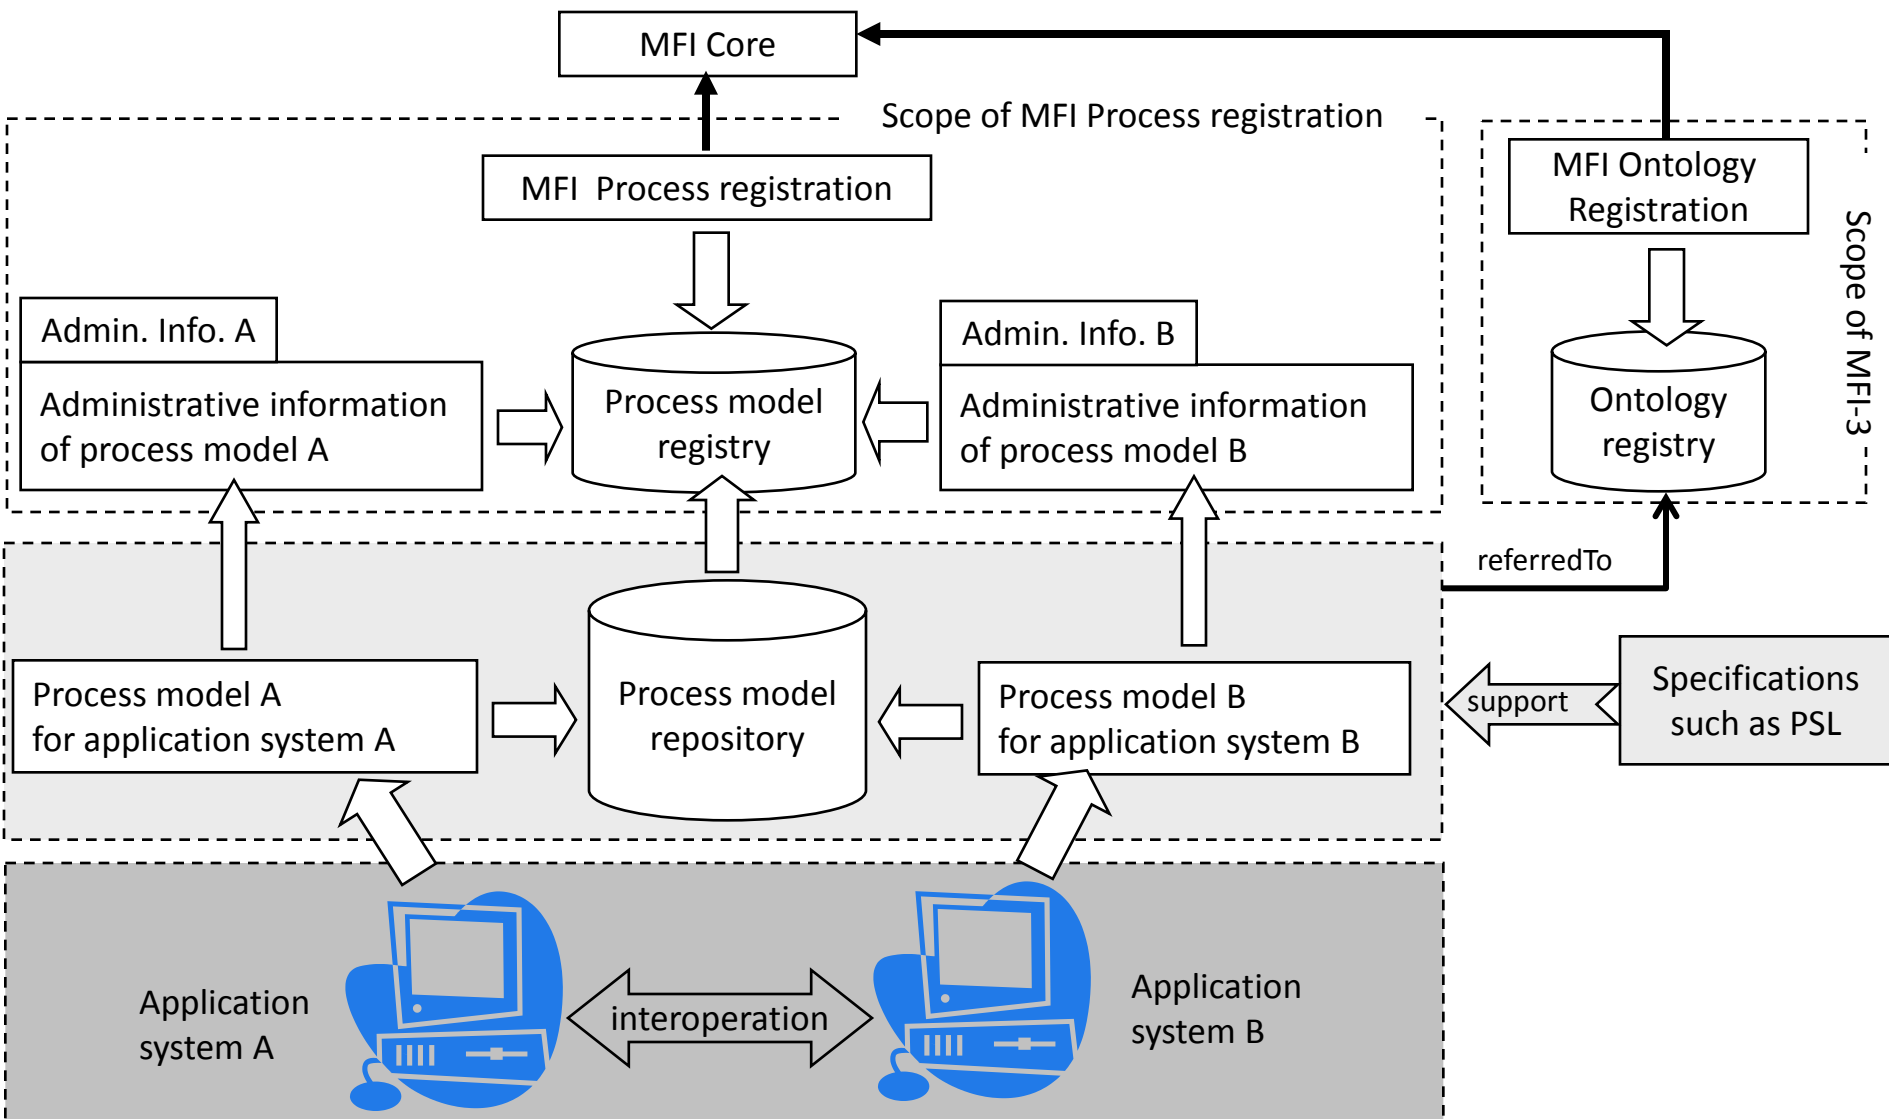 MFI Core
Scope of MFI Process registration
MFI Process registration
MFI Ontology
Registration
Scope of MFI-3
Admin. Info. A
Administrative information
of process model A
Process model
registry
Admin. Info. B
Administrative information
of process model B
Ontology
registry
referredTo
Process model A
for application system A
Process model
repository
Process model B
for application system B
support
Specifications
such as PSL
Application
system A
interoperation
Application
system B